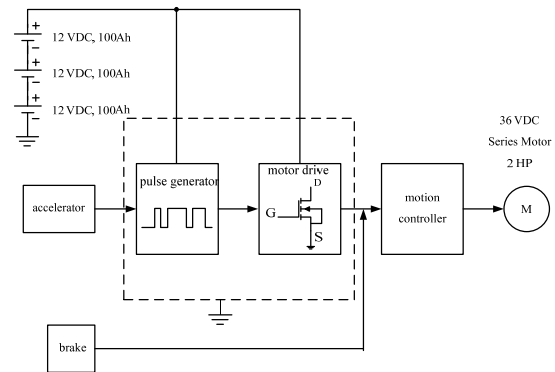 +
12 VDC, 100Ah
−
+
12 VDC, 100Ah
−
+
12 VDC, 100Ah
−
36 VDC
Series Motor
2 HP
pulse generator
motor drive
D
G
S
accelerator
motion
controller
M
brake